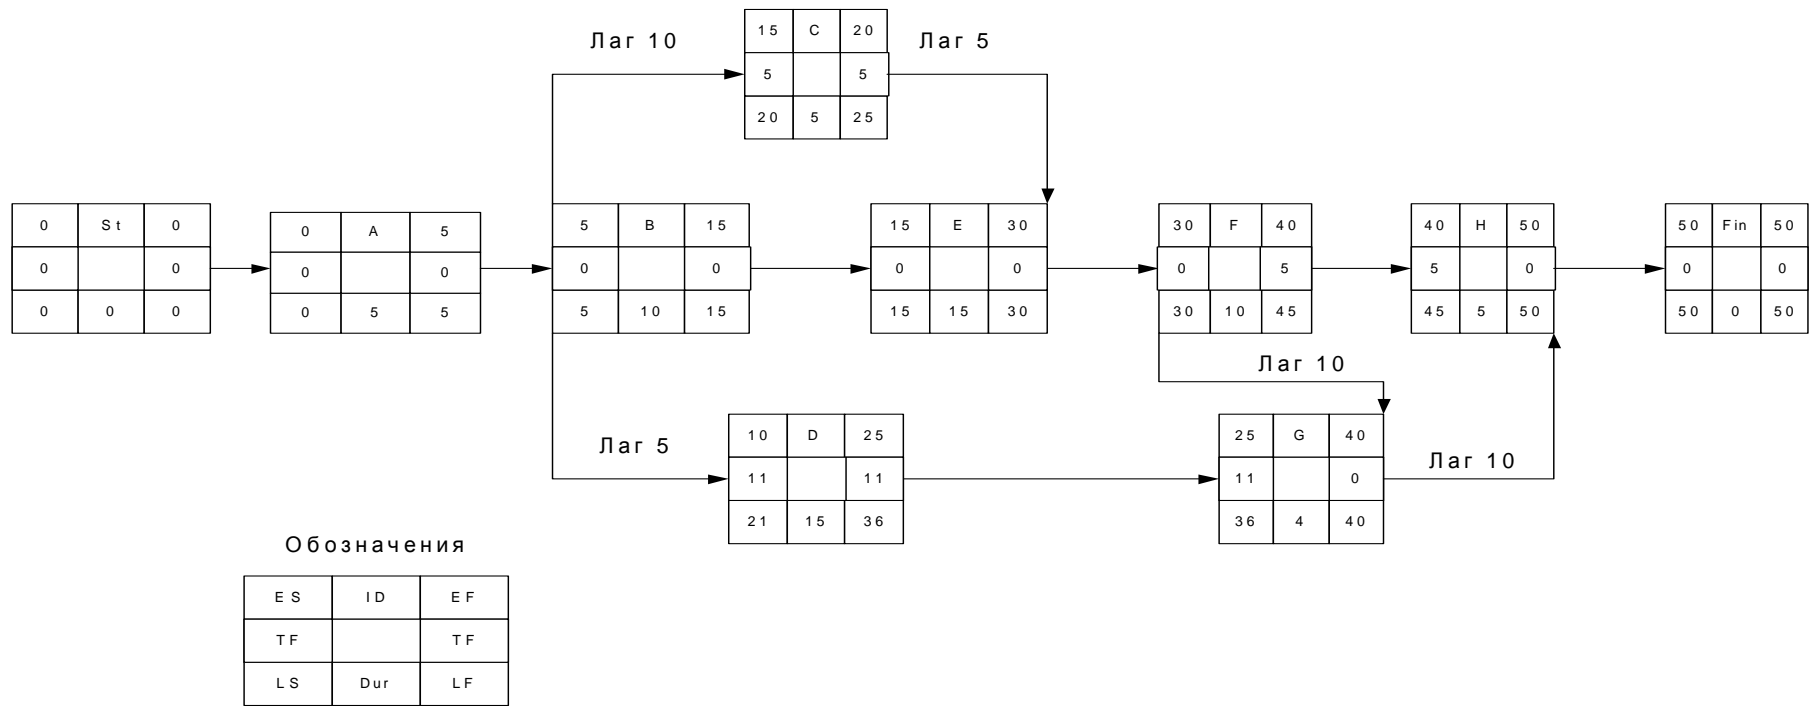 Лаг 10
15 C 20
Лаг 5
5 5
20 5 25
0 St 0
0 0
0 0 0
0 A 5
0 0
0 5 5
5 B 15
0 0
5 10 15
15 E 30
0 0
15 15 30
30 F 40
0 5
30 10 45
40 H 50
5 0
45 5 50
50 Fin 50
0 0
50 0 50
Лаг 10
Лаг 5
10 D 25
11 11
21 15 36
25 G 40
11 0
36 4 40
Лаг 10
Обозначения
ES ID EF
TF TF
LS Dur LF